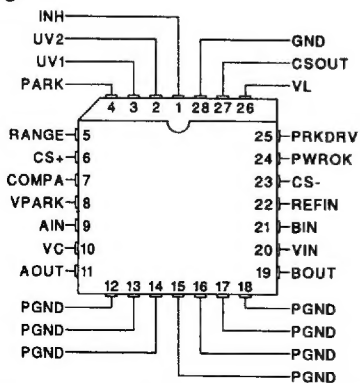 INH
UV2
UV1
PARK
GND
CSOUT
VL
4 3 2 1 28 27 26
RANGE 5
CS+ 6
COMPA 7
VPARK 8
AIN 9
VC 10
AOUT 11
25 PRKDRV
24 PWROK
23 CS-
22 REFIN
21 BIN
20 VIN
19 BOUT
12 13 14 15 16 17 18
PGND
PGND
PGND
PGND
PGND
PGND
PGND